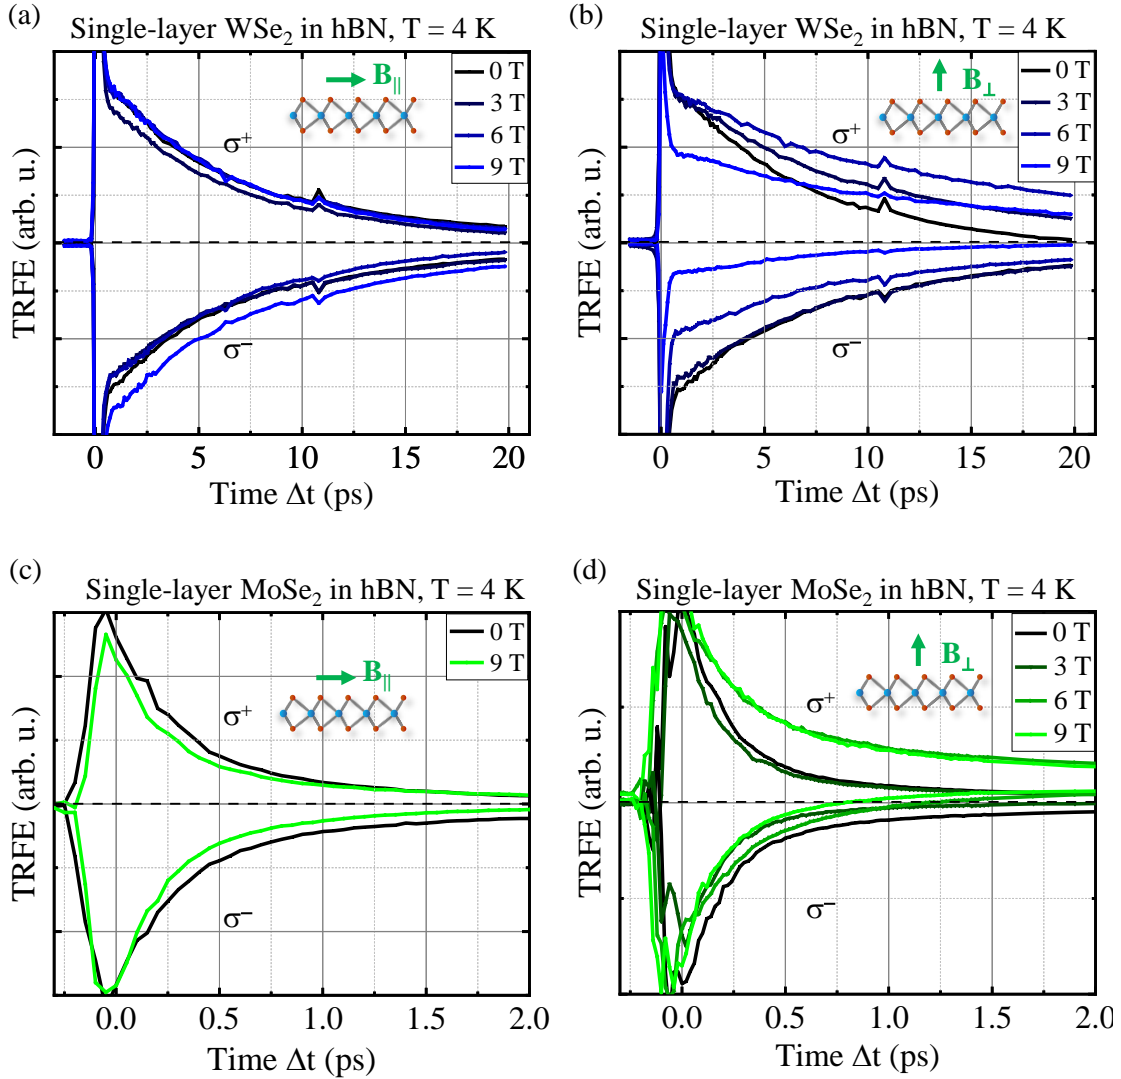 (a)
Single-layer WSe₂ in hBN, T = 4 K
B∥
0 T
3 T
6 T
9 T
σ⁺
σ⁻
TRFE (arb. u.)
0 5 10 15 20
Time Δt (ps)
(b)
Single-layer WSe₂ in hBN, T = 4 K
B⊥
0 T
3 T
6 T
9 T
σ⁺
σ⁻
TRFE (arb. u.)
0 5 10 15 20
Time Δt (ps)
(c)
Single-layer MoSe₂ in hBN, T = 4 K
B∥
0 T
9 T
σ⁺
σ⁻
TRFE (arb. u.)
0.0 0.5 1.0 1.5 2.0
Time Δt (ps)
(d)
Single-layer MoSe₂ in hBN, T = 4 K
B⊥
0 T
3 T
6 T
9 T
σ⁺
σ⁻
TRFE (arb. u.)
0.0 0.5 1.0 1.5 2.0
Time Δt (ps)